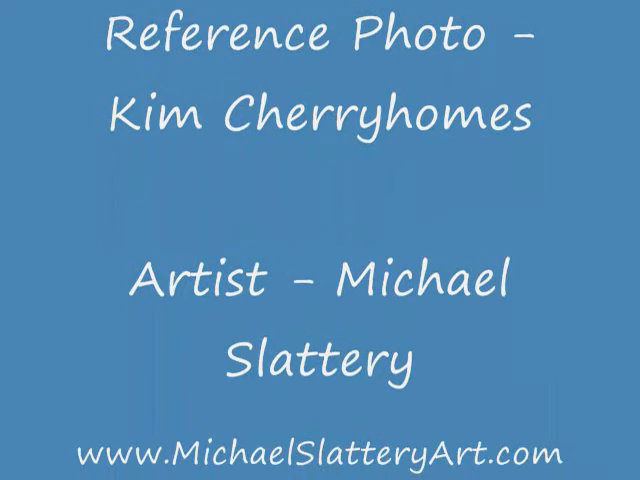 Reference Photo -
Kim Cherryhomes
Artist - Michael
Slattery
www.MichaelSlatteryArt.com